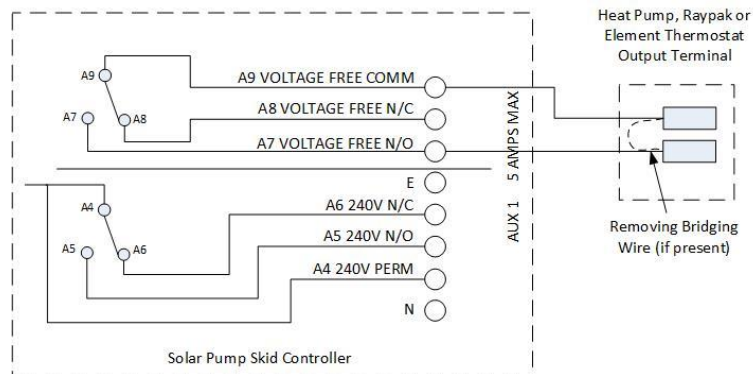 Heat Pump, Raypak or
Element Thermostat
Output Terminal
A9
A7
A8
A9 VOLTAGE FREE COMM
A8 VOLTAGE FREE N/C
A7 VOLTAGE FREE N/O
5 AMPS MAX
AUX 1
E
A4
A5
A6
A6 240V N/C
A5 240V N/O
A4 240V PERM
N
Removing Bridging
Wire (if present)
Solar Pump Skid Controller